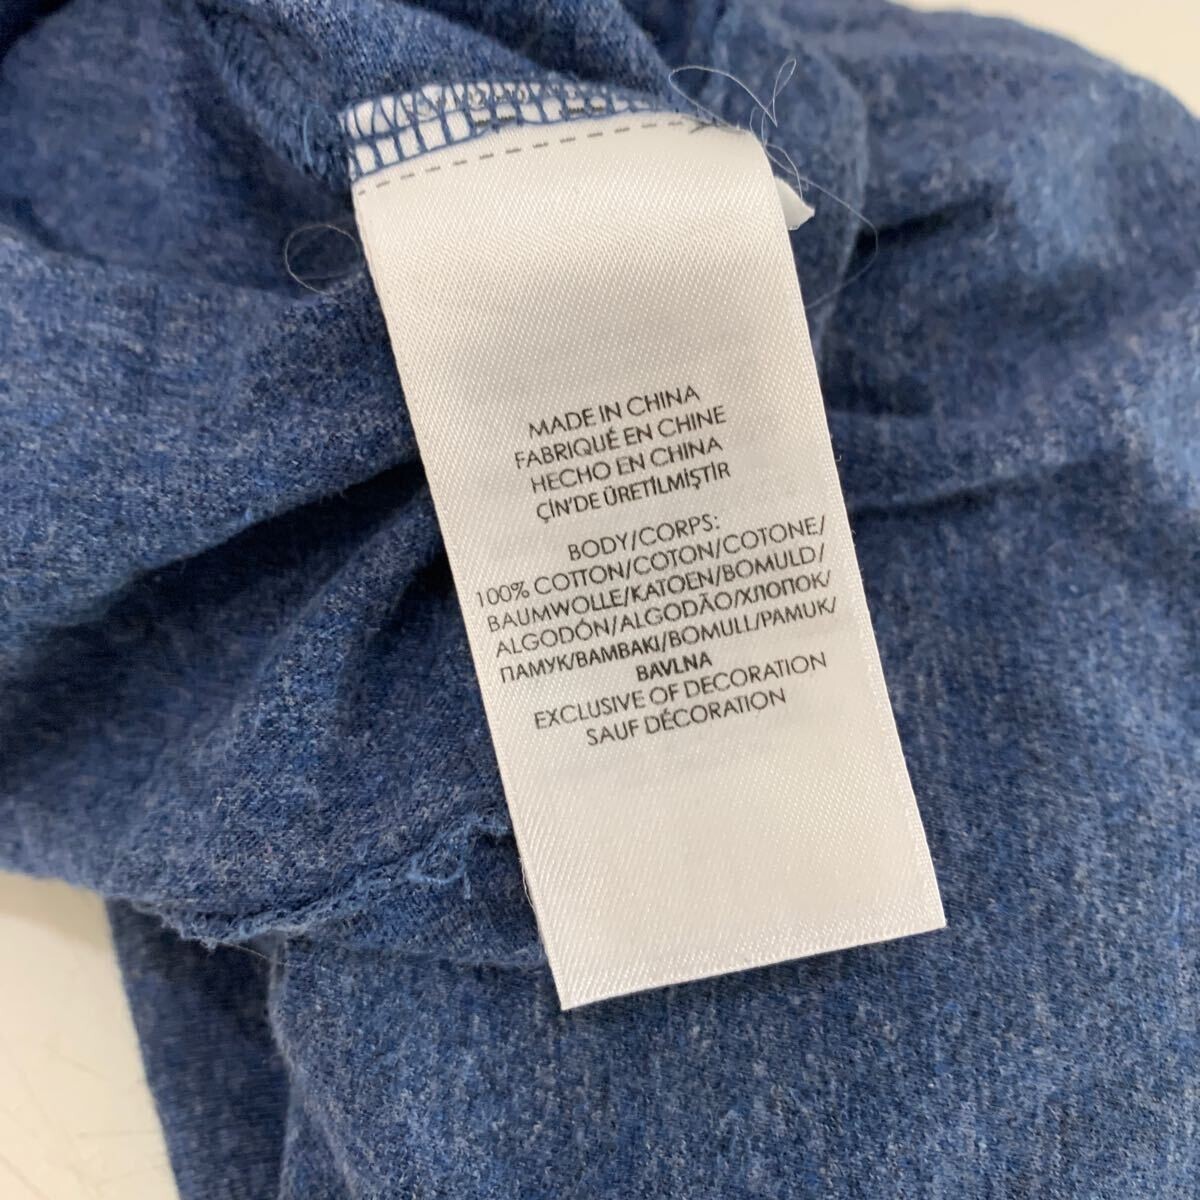 MADE IN CHINA
FABRIQUÉ EN CHINE
HECHO EN CHINA
ÇİN'DE ÜRETİLMİŞTİR
BODY/CORPS:
100% COTTON/COTON/COTONE/
BAUMWOLLE/KATOEN/BOMULD/
ALGODÓN/ALGODÃO/ХЛОПОК/
ПАМУК/ΒΑΜΒΑΚΙ/BOMULL/PAMUK/
BAVLNA
EXCLUSIVE OF DECORATION
SAUF DÉCORATION